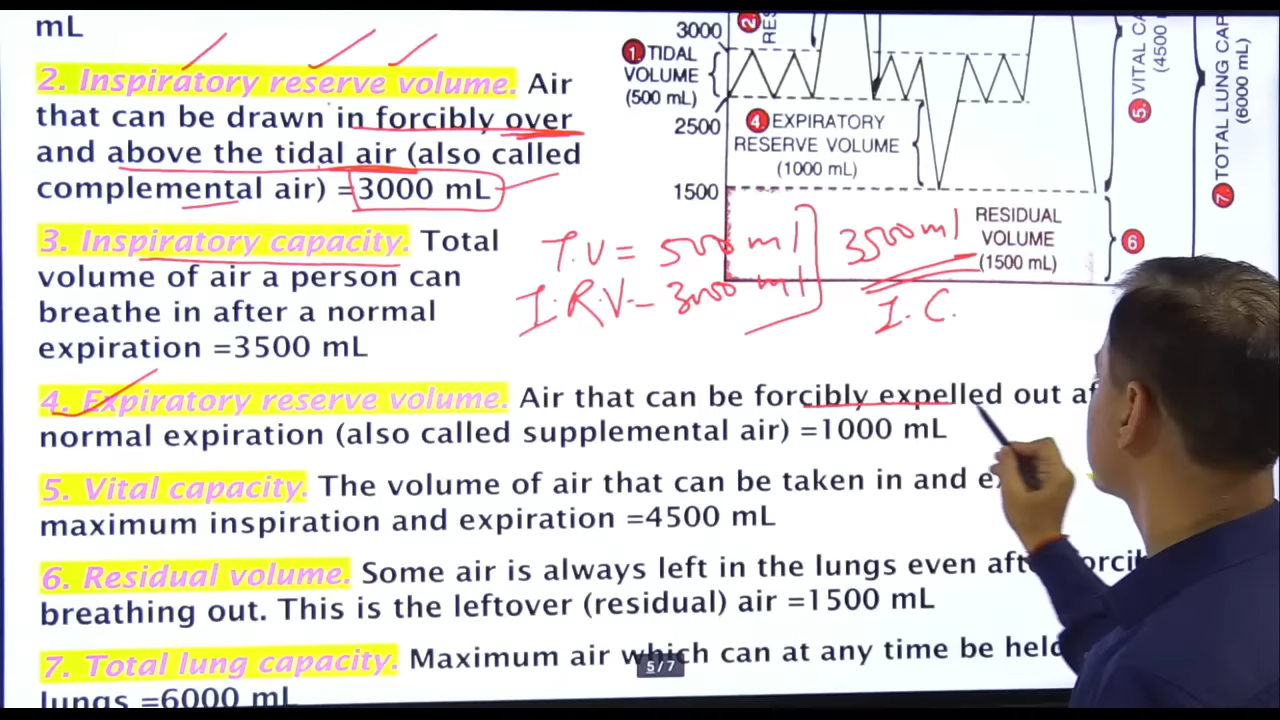 mL
2. Inspiratory reserve volume. Air
that can be drawn in forcibly over
and above the tidal air (also called
complemental air) =3000 mL
3. Inspiratory capacity. Total
volume of air a person can
breathe in after a normal
expiration =3500 mL
4. Expiratory reserve volume. Air that can be forcibly expelled out af
normal expiration (also called supplemental air) =1000 mL
5. Vital capacity. The volume of air that can be taken in and e
maximum inspiration and expiration =4500 mL
6. Residual volume. Some air is always left in the lungs even aft
breathing out. This is the leftover (residual) air =1500 mL
7. Total lung capacity. Maximum air which can at any time be held
lungs =6000 mL
5 / 7
3000
2.
RES
1. TIDAL
VOLUME
(500 mL)
2500
4. EXPIRATORY
RESERVE VOLUME
(1000 mL)
1500
RESIDUAL
VOLUME
(1500 mL)
6
5. VITAL CA
(4500 m
7. TOTAL LUNG CAP
(6000 mL)
T.V = 500 ml
I.R.V - 3000 ml
3500 ml
I.C.